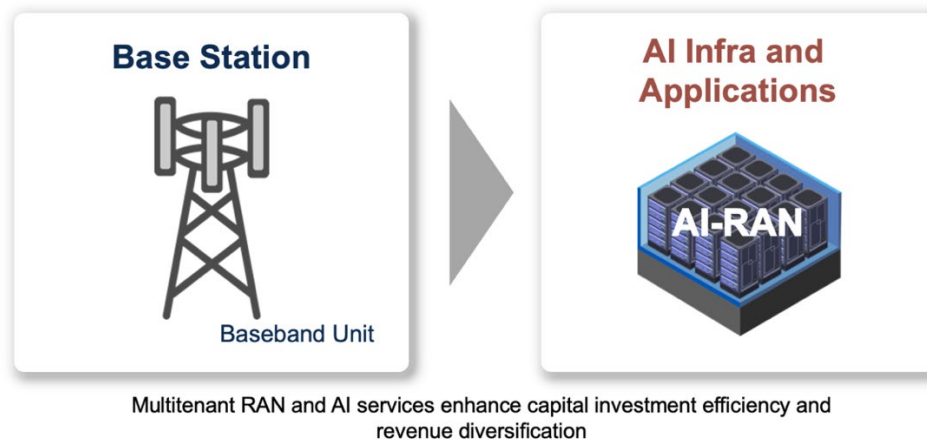 Base Station
Baseband Unit
AI Infra and
Applications
AI-RAN
Multitenant RAN and AI services enhance capital investment efficiency and
revenue diversification